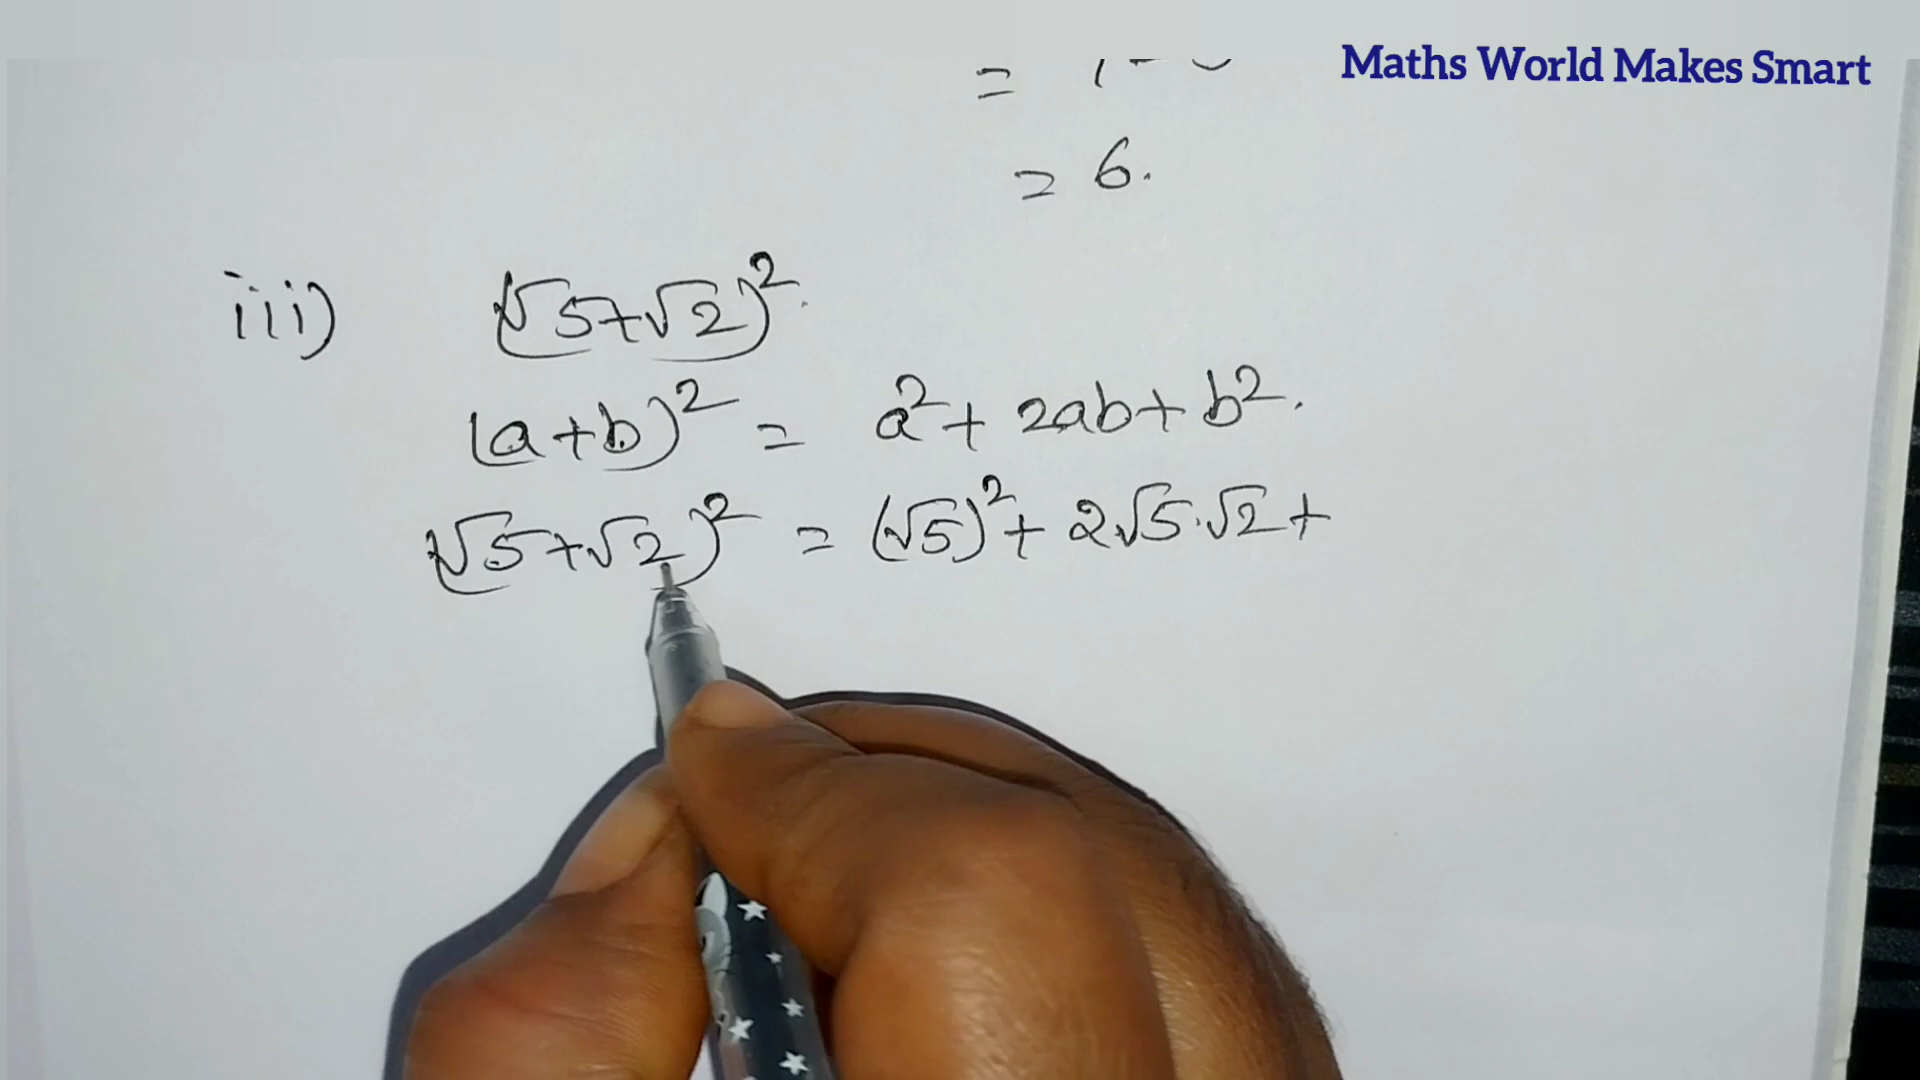 Maths World Makes Smart
=
= 6.
iii) (√5+√2)².
(a+b)² = a²+ 2ab+ b².
(√5+√2)² = (√5)²+ 2√5.√2+